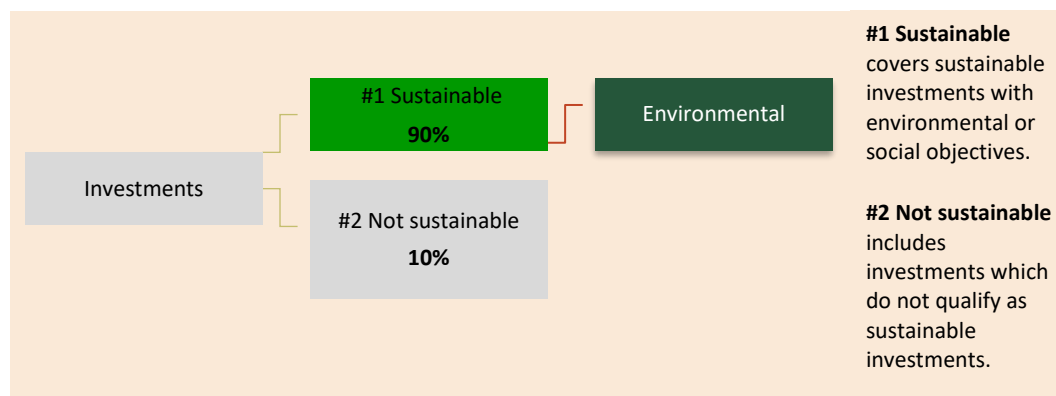 Investments
#1 Sustainable
90%
Environmental
#2 Not sustainable
10%
#1 Sustainable
covers sustainable
investments with
environmental or
social objectives.
#2 Not sustainable
includes
investments which
do not qualify as
sustainable
investments.